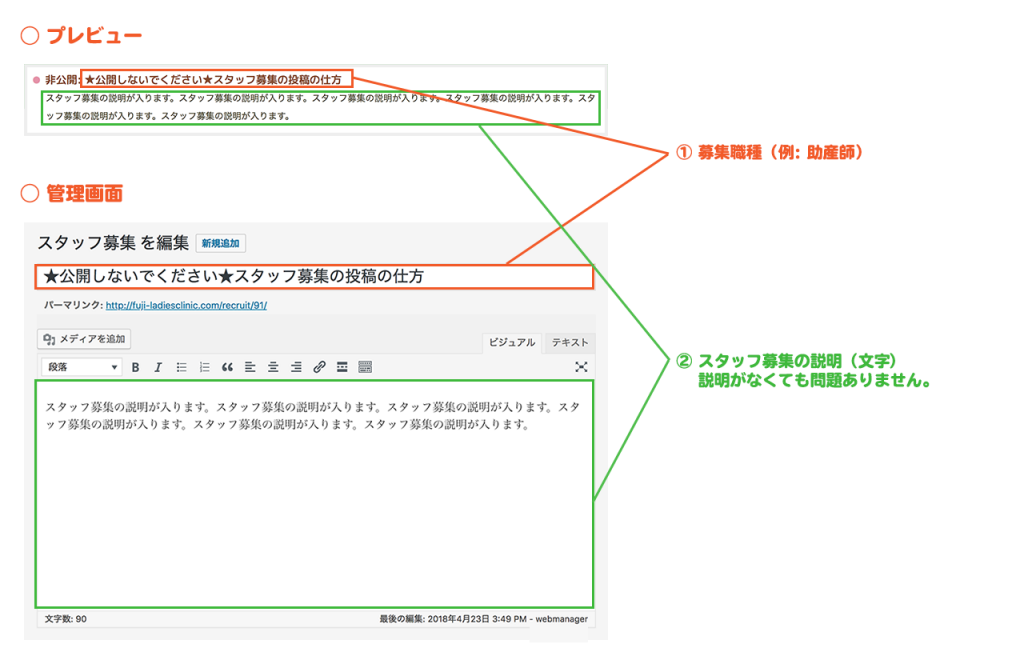 ○ プレビュー
非公開:★公開しないでください★スタッフ募集の投稿の仕方
スタッフ募集の説明が入ります。スタッフ募集の説明が入ります。スタッフ募集の説明が入ります。スタッフ募集の説明が入ります。スタ
ッフ募集の説明が入ります。スタッフ募集の説明が入ります。
① 募集職種（例: 助産師）
○ 管理画面
スタッフ募集 を編集 新規追加
★公開しないでください★スタッフ募集の投稿の仕方
パーマリンク: http://fuji-ladiesclinic.com/recruit/91/
メディアを追加
ビジュアル テキスト
段落 B I
② スタッフ募集の説明（文字）
説明がなくても問題ありません。
スタッフ募集の説明が入ります。スタッフ募集の説明が入ります。スタッフ募集の説明が入ります。スタ
ッフ募集の説明が入ります。スタッフ募集の説明が入ります。スタッフ募集の説明が入ります。
文字数: 90 最後の編集: 2018年4月23日 3:49 PM - webmanager